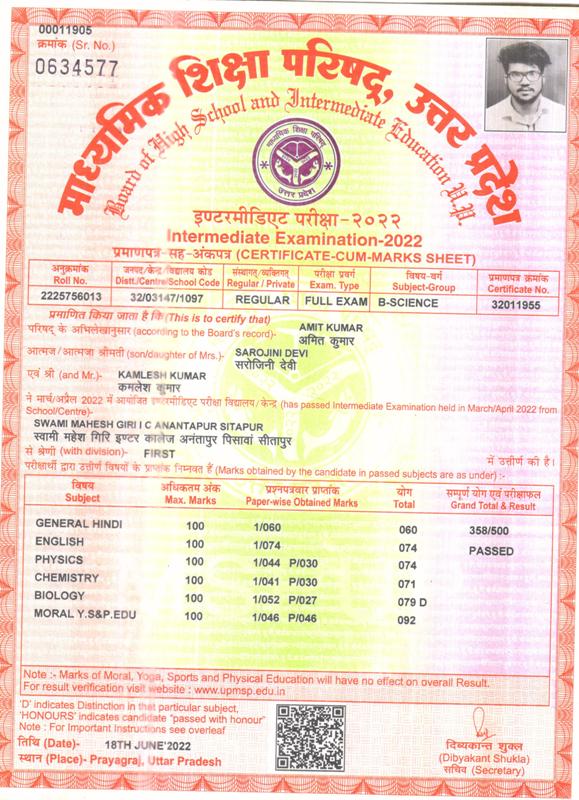 00011905
क्रमांक (Sr. No.)
0634577
माध्यमिक शिक्षा परिषद्, उत्तर प्रदेश
Board of High School and Intermediate Education U.P.
माध्यमिक शिक्षा परिषद्
उत्तर प्रदेश
इण्टरमीडिएट परीक्षा-२०२२
Intermediate Examination-2022
प्रमाणपत्र-सह-अंकपत्र (CERTIFICATE-CUM-MARKS SHEET)
अनुक्रमांक जनपद/केन्द्र/विद्यालय कोड संस्थागत/व्यक्तिगत परीक्षा प्रवर्ग विषय-वर्ग प्रमाणपत्र क्रमांक
Roll No. Distt./Centre/School Code Regular / Private Exam. Type Subject-Group Certificate No.
2225756013 32/03147/1097 REGULAR FULL EXAM B-SCIENCE 32011955
प्रमाणित किया जाता है कि (This is to certify that)
परिषद् के अभिलेखानुसार (according to the Board's record)- AMIT KUMAR
अमित कुमार
आत्मज/आत्मजा श्रीमती (son/daughter of Mrs.)- SAROJINI DEVI
सरोजिनी देवी
एवं श्री (and Mr.)- KAMLESH KUMAR
कमलेश कुमार
ने मार्च/अप्रैल 2022 में आयोजित इण्टरमीडिएट परीक्षा विद्यालय/केन्द्र (has passed Intermediate Examination held in March/April 2022 from
School/Centre)-
SWAMI MAHESH GIRI I C ANANTAPUR SITAPUR
स्वामी महेश गिरि इण्टर कालेज अनंतापुर पिसावां सीतापुर
से श्रेणी (with division)- FIRST में उत्तीर्ण की है।
परीक्षार्थी द्वारा उत्तीर्ण विषयों के प्राप्तांक निम्नवत हैं (Marks obtained by the candidate in passed subjects are as under) :-
विषय अधिकतम अंक प्रश्नपत्रवार प्राप्तांक योग सम्पूर्ण योग एवं परीक्षाफल
Subject Max. Marks Paper-wise Obtained Marks Total Grand Total & Result
GENERAL HINDI 100 1/060 060 358/500
ENGLISH 100 1/074 074 PASSED
PHYSICS 100 1/044 P/030 074
CHEMISTRY 100 1/041 P/030 071
BIOLOGY 100 1/052 P/027 079 D
MORAL Y.S&P.EDU 100 1/046 P/046 092
Note :- Marks of Moral, Yoga, Sports and Physical Education will have no effect on overall Result.
For result verification visit website : www.upmsp.edu.in
'D' indicates Distinction in that particular subject,
'HONOURS' indicates candidate "passed with honour"
Note : For Important Instructions see overleaf
तिथि (Date)- 18TH JUNE'2022
स्थान (Place)- Prayagraj, Uttar Pradesh
दिव्यकान्त शुक्ल
(Dibyakant Shukla)
सचिव (Secretary)